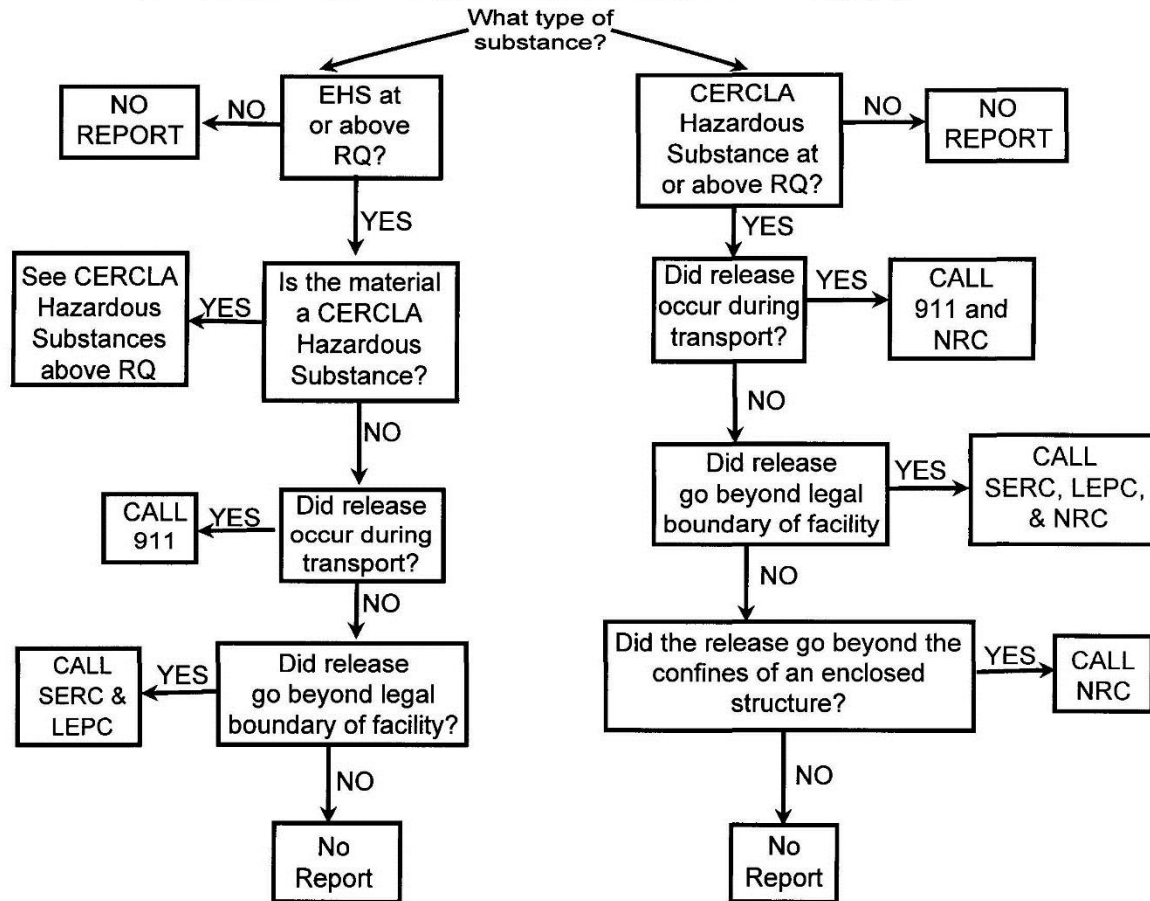 What type of
substance?
NO
REPORT
NO
EHS at
or above
RQ?
YES
See CERCLA
Hazardous
Substances
above RQ
YES
Is the material
a CERCLA
Hazardous
Substance?
NO
CALL
911
YES
Did release
occur during
transport?
NO
CALL
SERC &
LEPC
YES
Did release
go beyond legal
boundary of facility?
NO
No
Report
CERCLA
Hazardous
Substance at
or above RQ?
NO
NO
REPORT
YES
Did release
occur during
transport?
YES
CALL
911 and
NRC
NO
Did release
go beyond legal
boundary of facility
YES
CALL
SERC, LEPC,
& NRC
NO
Did the release go beyond the
confines of an enclosed
structure?
YES
CALL
NRC
NO
No
Report